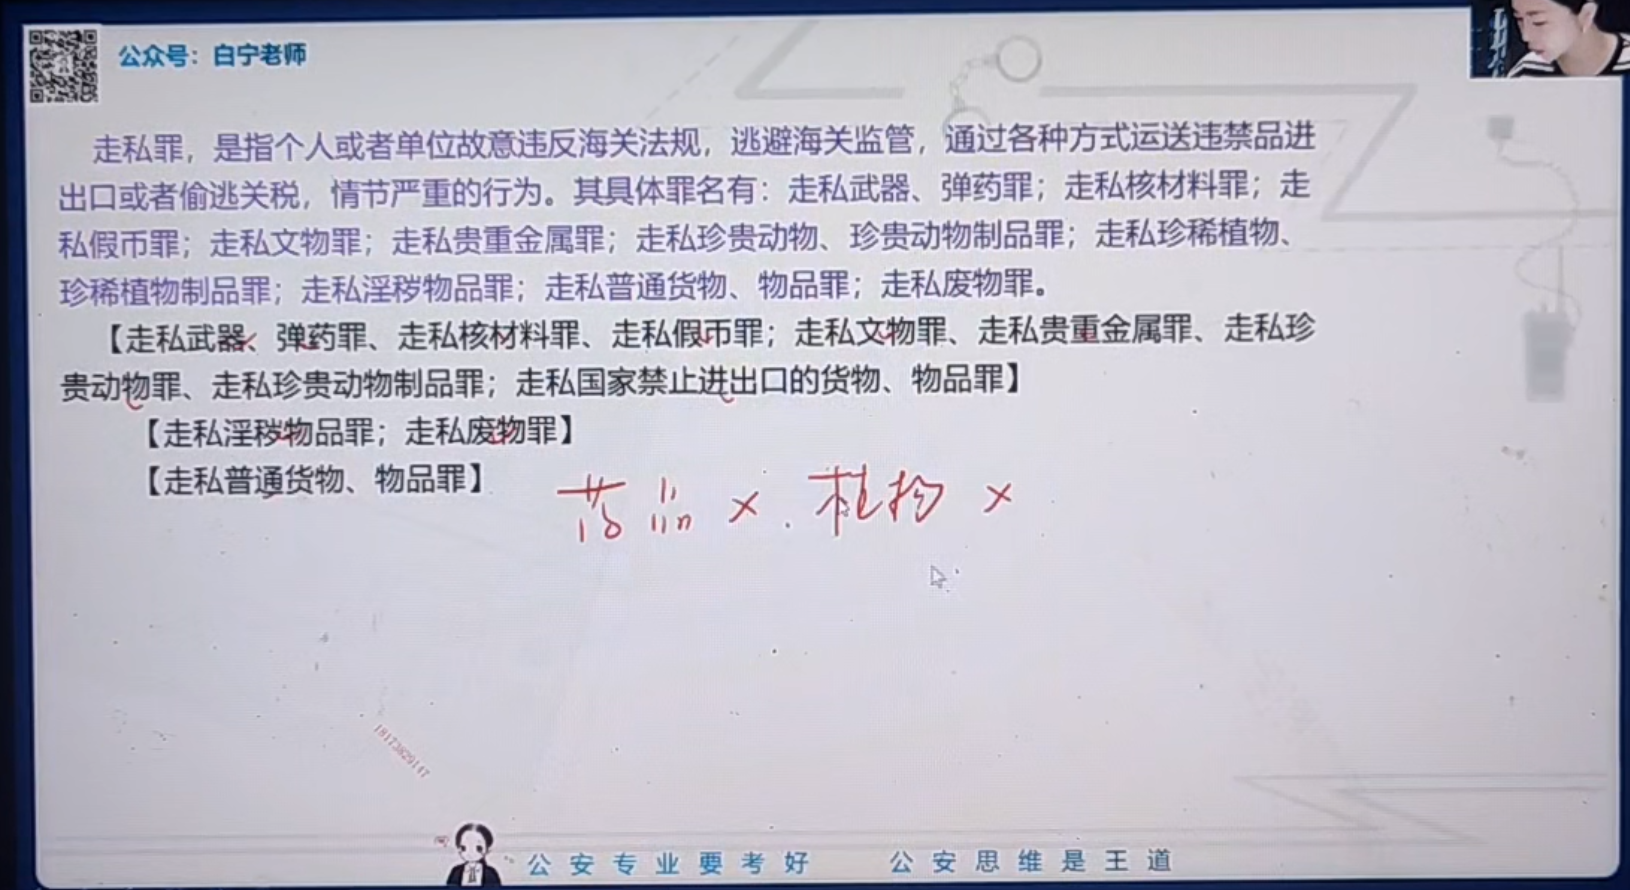 公众号：白宁老师
走私罪，是指个人或者单位故意违反海关法规，逃避海关监管，通过各种方式运送违禁品进
出口或者偷逃关税，情节严重的行为。其具体罪名有：走私武器、弹药罪；走私核材料罪；走
私假币罪；走私文物罪；走私贵重金属罪；走私珍贵动物、珍贵动物制品罪；走私珍稀植物、
珍稀植物制品罪；走私淫秽物品罪；走私普通货物、物品罪；走私废物罪。
【走私武器、弹药罪、走私核材料罪、走私假币罪；走私文物罪、走私贵重金属罪、走私珍
贵动物罪、走私珍贵动物制品罪；走私国家禁止进出口的货物、物品罪】
【走私淫秽物品罪；走私废物罪】
【走私普通货物、物品罪】
药品 × . 植物 ×
18173829147
公安专业要考好 公安思维是王道